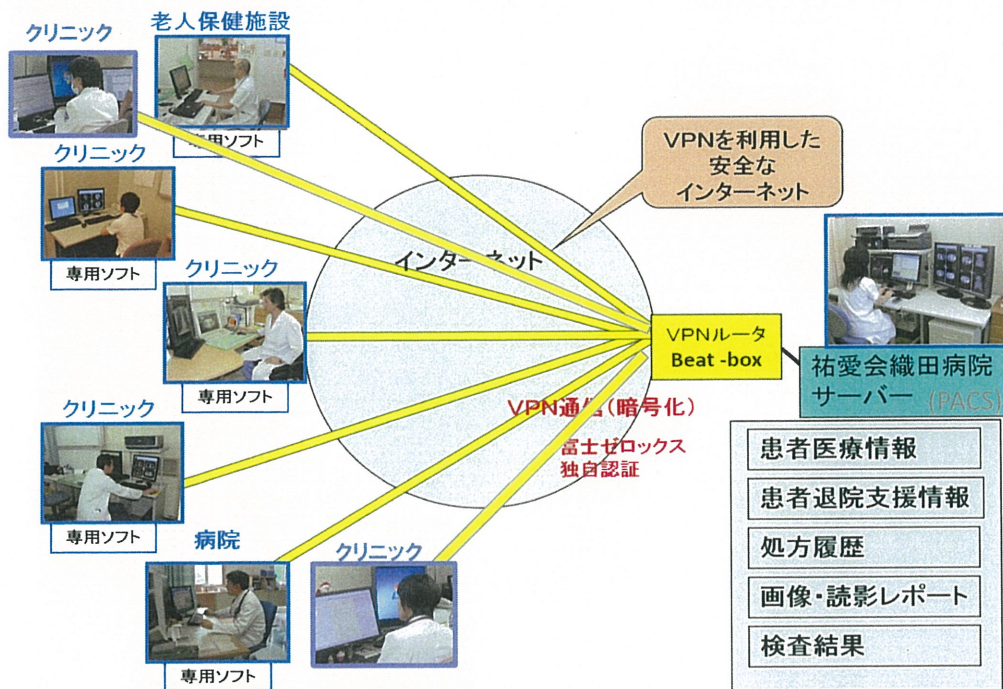 クリニック
老人保健施設
専用ソフト
クリニック
専用ソフト
クリニック
専用ソフト
クリニック
専用ソフト
病院
専用ソフト
クリニック
インターネット
VPNを利用した
安全な
インターネット
VPNルータ
Beat -box
VPN通信(暗号化)
富士ゼロックス
独自認証
祐愛会織田病院
サーバー (PACS)
患者医療情報
患者退院支援情報
処方履歴
画像・読影レポート
検査結果